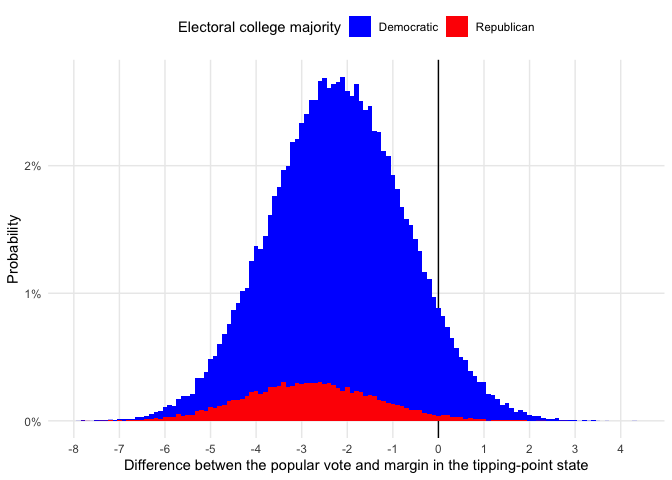 Electoral college majority Democratic Republican
2%
1%
0%
Probability
-8 -7 -6 -5 -4 -3 -2 -1 0 1 2 3 4
Difference betwen the popular vote and margin in the tipping-point state